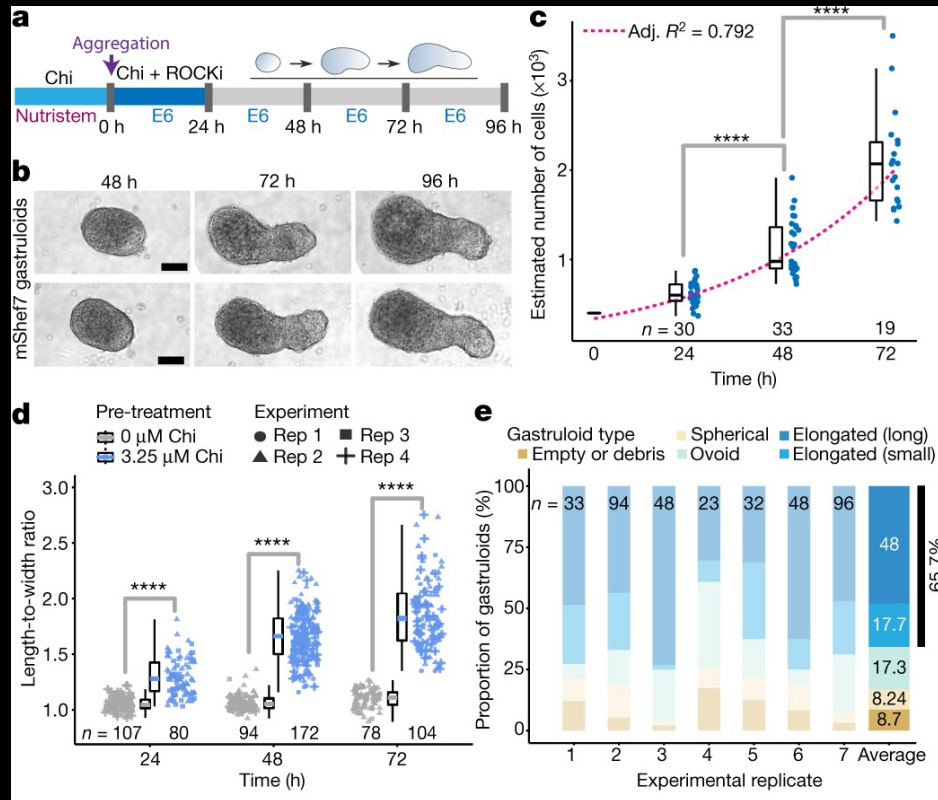 a
Aggregation
Chi
Chi + ROCKi
Nutristem
E6
E6
E6
E6
0 h
24 h
48 h
72 h
96 h
b
48 h
72 h
96 h
mShef7 gastruloids
c
****
Adj. R² = 0.792
****
Estimated number of cells (×10³)
3
2
1
n = 30
33
19
0
24
48
72
Time (h)
d
Pre-treatment
Experiment
0 μM Chi
Rep 1
Rep 3
3.25 μM Chi
Rep 2
Rep 4
Length-to-width ratio
3.0
2.5
2.0
1.5
1.0
****
****
****
n = 107
80
94
172
78
104
24
48
72
Time (h)
e
Gastruloid type
Spherical
Elongated (long)
Empty or debris
Ovoid
Elongated (small)
Proportion of gastruloids (%)
100
75
50
25
0
n = 33
94
48
23
32
48
96
48
17.7
17.3
8.24
8.7
65.7%
1
2
3
4
5
6
7
Average
Experimental replicate